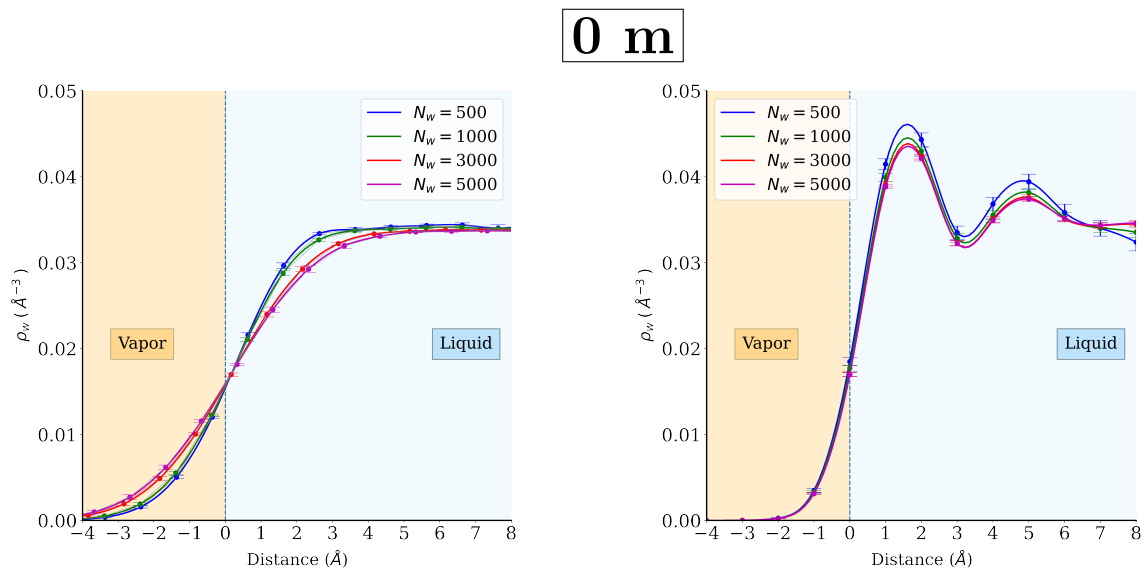 0 m
0.05
0.04
0.03
0.02
0.01
0.00
ρw ( Å−3 )
Nw = 500
Nw = 1000
Nw = 3000
Nw = 5000
Vapor
Liquid
−4 −3 −2 −1 0 1 2 3 4 5 6 7 8
Distance (Å)
0.05
0.04
0.03
0.02
0.01
0.00
ρw ( Å−3 )
Nw = 500
Nw = 1000
Nw = 3000
Nw = 5000
Vapor
Liquid
−4 −3 −2 −1 0 1 2 3 4 5 6 7 8
Distance (Å)